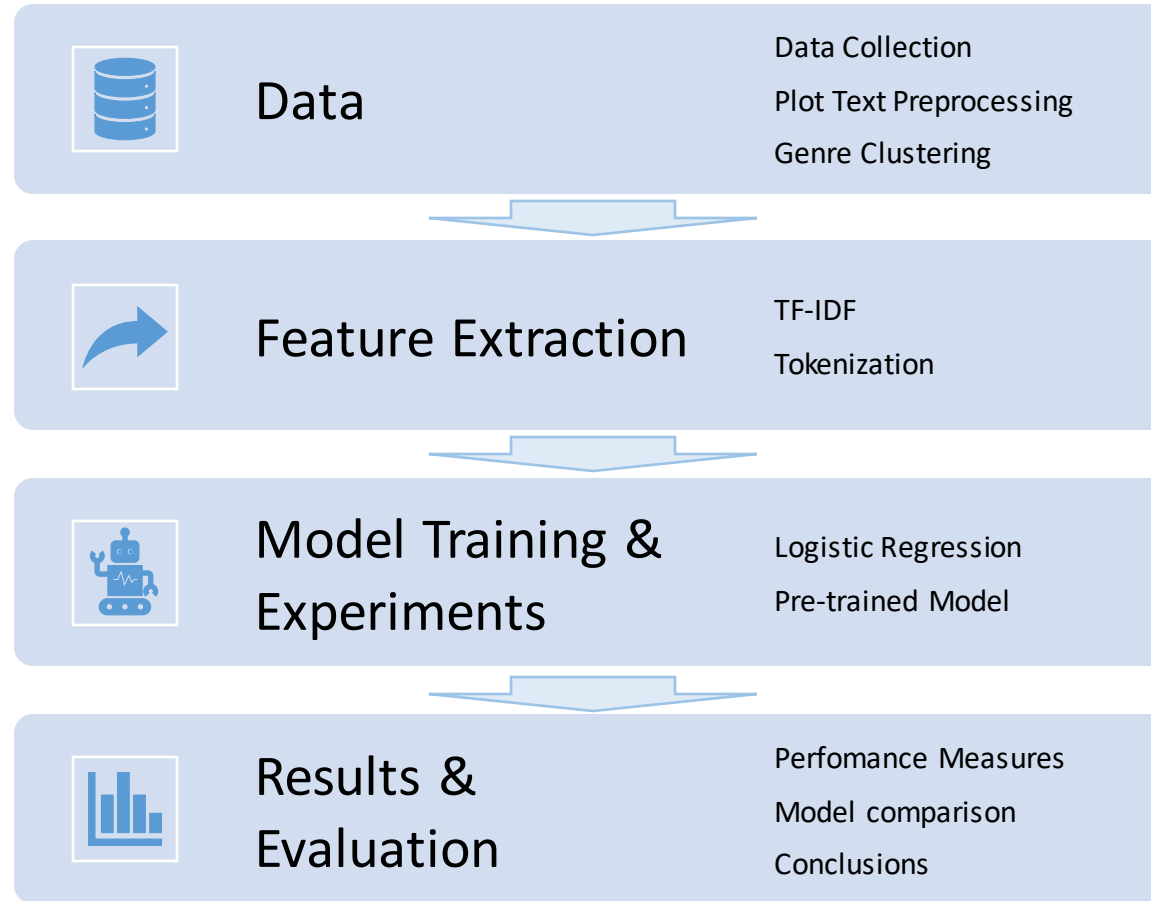 Data
Data Collection
Plot Text Preprocessing
Genre Clustering
Feature Extraction
TF-IDF
Tokenization
Model Training &
Experiments
Logistic Regression
Pre-trained Model
Results &
Evaluation
Perfomance Measures
Model comparison
Conclusions